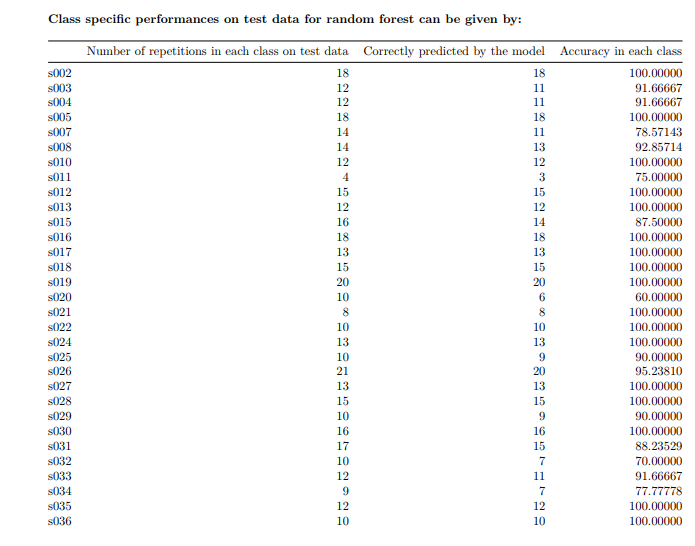 Class specific performances on test data for random forest can be given by:
Number of repetitions in each class on test data Correctly predicted by the model Accuracy in each class
s002 18 18 100.00000
s003 12 11 91.66667
s004 12 11 91.66667
s005 18 18 100.00000
s007 14 11 78.57143
s008 14 13 92.85714
s010 12 12 100.00000
s011 4 3 75.00000
s012 15 15 100.00000
s013 12 12 100.00000
s015 16 14 87.50000
s016 18 18 100.00000
s017 13 13 100.00000
s018 15 15 100.00000
s019 20 20 100.00000
s020 10 6 60.00000
s021 8 8 100.00000
s022 10 10 100.00000
s024 13 13 100.00000
s025 10 9 90.00000
s026 21 20 95.23810
s027 13 13 100.00000
s028 15 15 100.00000
s029 10 9 90.00000
s030 16 16 100.00000
s031 17 15 88.23529
s032 10 7 70.00000
s033 12 11 91.66667
s034 9 7 77.77778
s035 12 12 100.00000
s036 10 10 100.00000